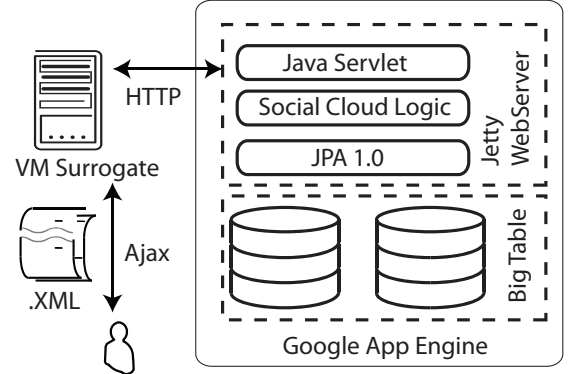 Java Servlet
Social Cloud Logic
JPA 1.0
Jetty
WebServer
HTTP
VM Surrogate
Ajax
.XML
Big Table
Google App Engine